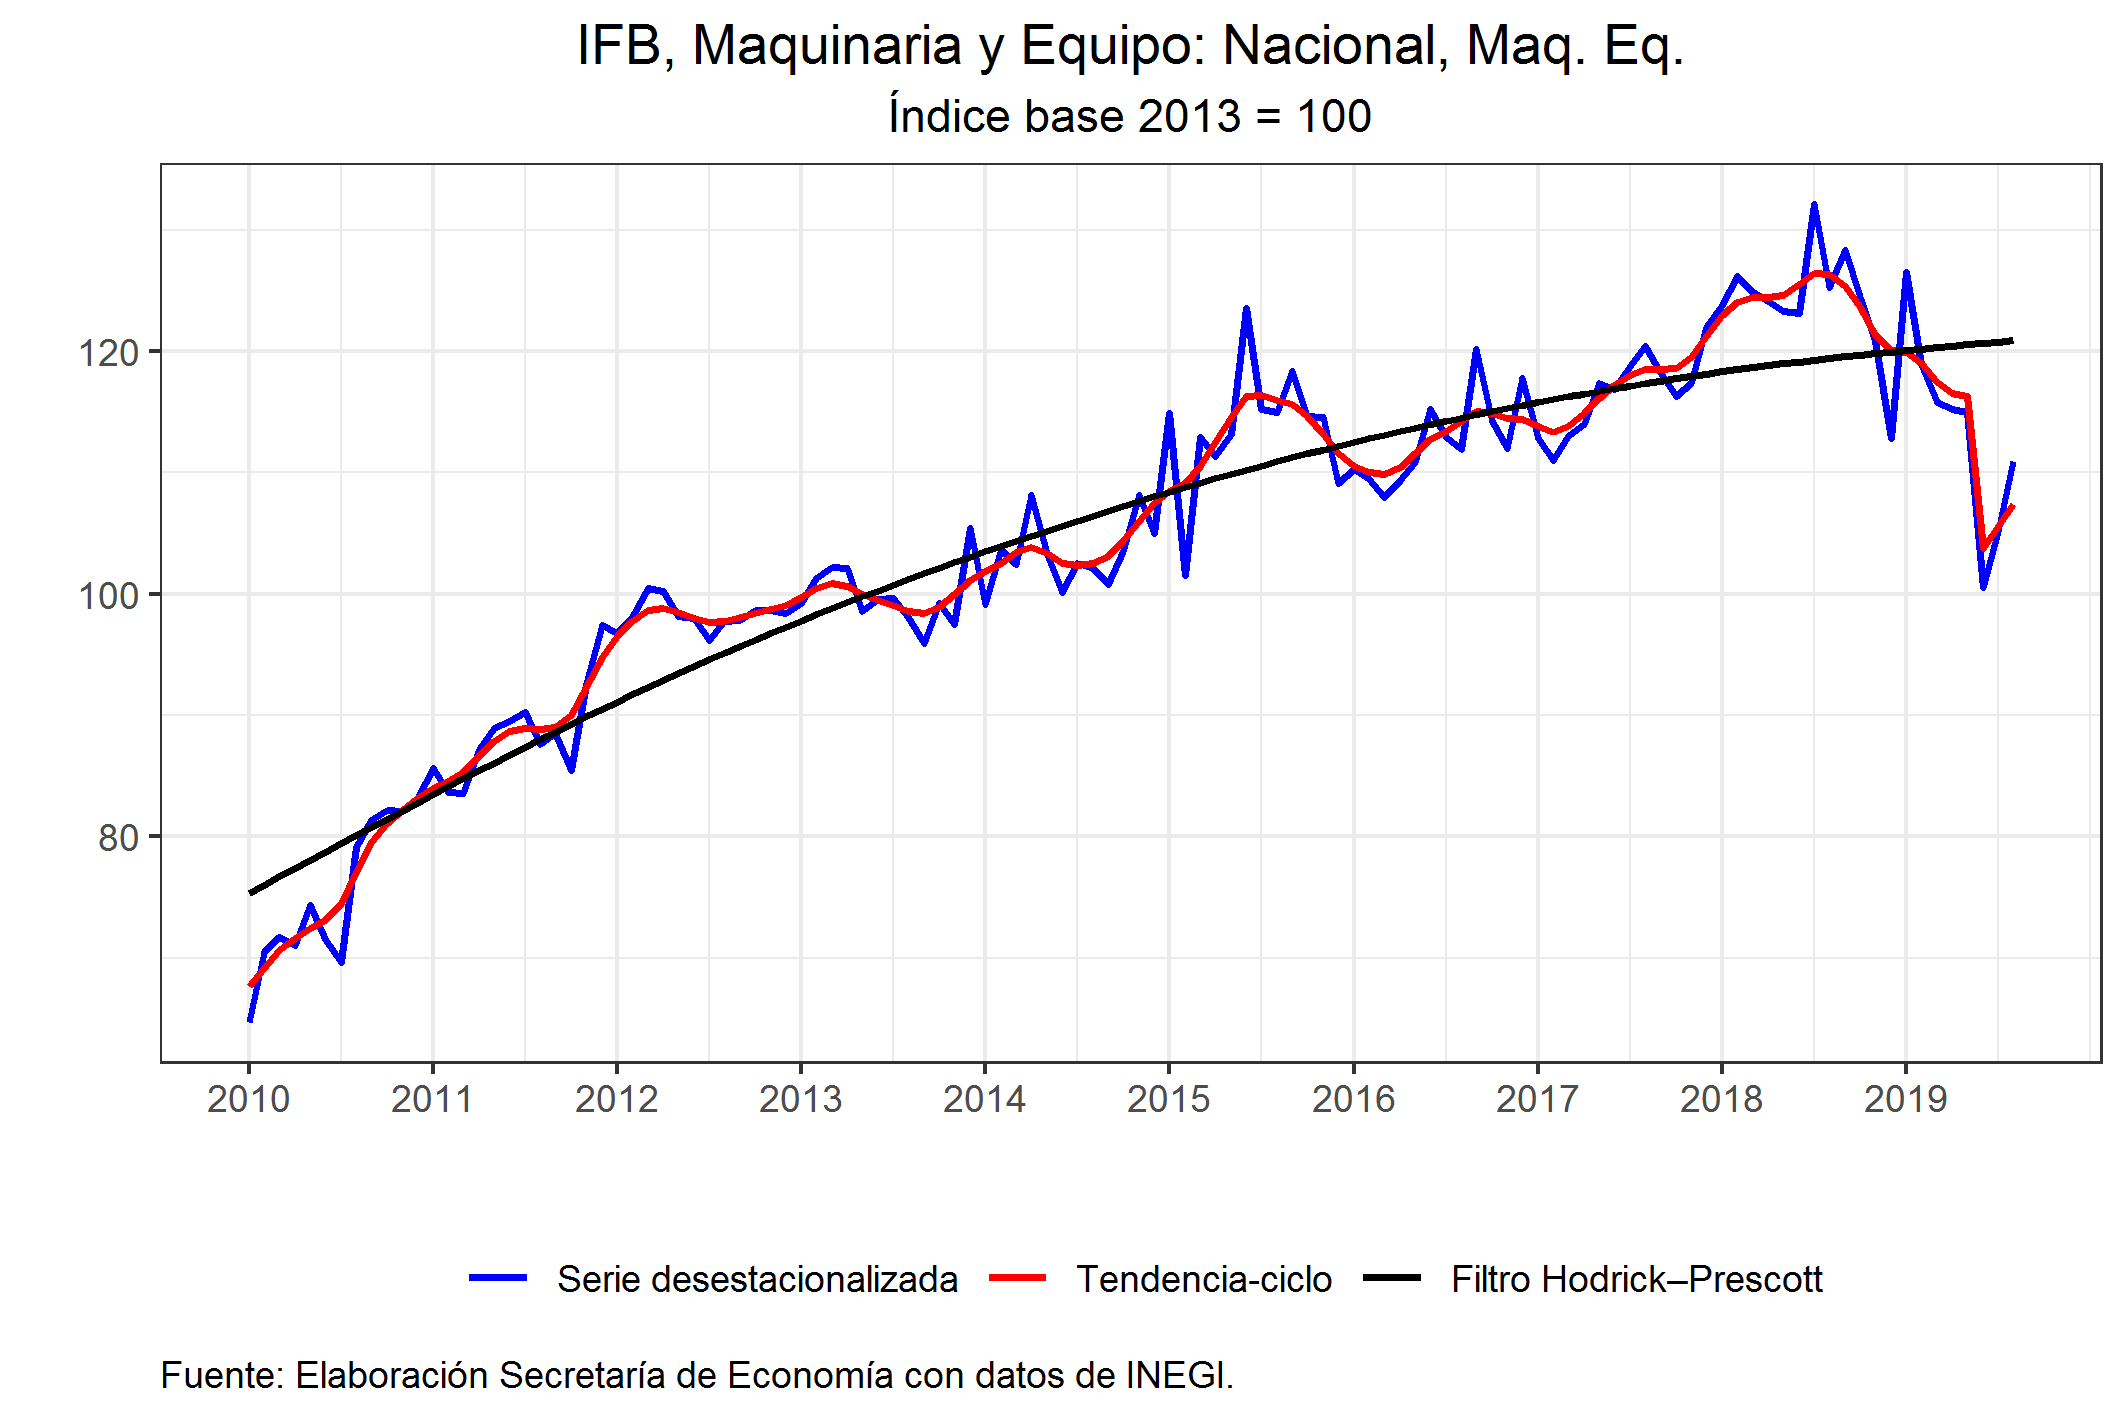 IFB, Maquinaria y Equipo: Nacional, Maq. Eq.
Índice base 2013 = 100
120
100
80
2010 2011 2012 2013 2014 2015 2016 2017 2018 2019
Serie desestacionalizada Tendencia-ciclo Filtro Hodrick–Prescott
Fuente: Elaboración Secretaría de Economía con datos de INEGI.